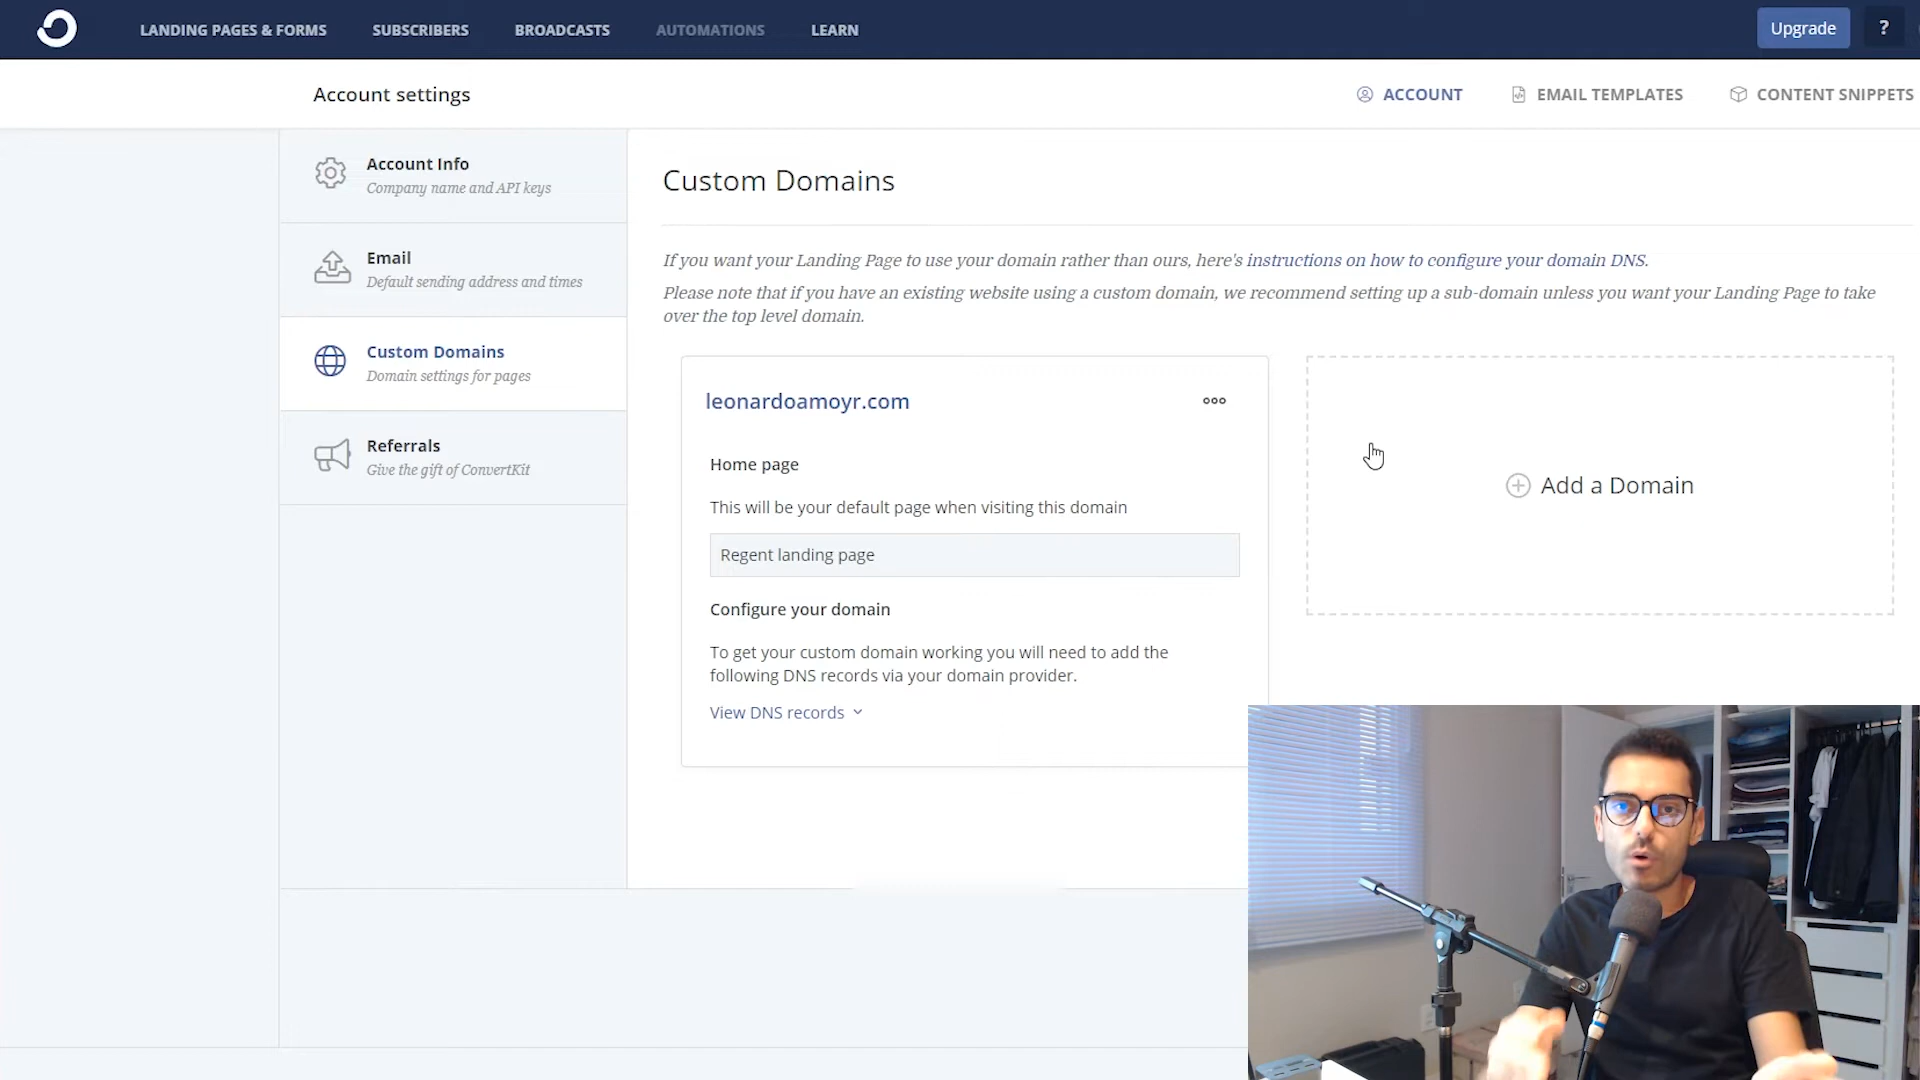 LANDING PAGES & FORMS
SUBSCRIBERS
BROADCASTS
AUTOMATIONS
LEARN
Upgrade
?
Account settings
ACCOUNT
EMAIL TEMPLATES
CONTENT SNIPPETS
Account Info
Company name and API keys
Email
Default sending address and times
Custom Domains
Domain settings for pages
Referrals
Give the gift of ConvertKit
Custom Domains
If you want your Landing Page to use your domain rather than ours, here's instructions on how to configure your domain DNS.
Please note that if you have an existing website using a custom domain, we recommend setting up a sub-domain unless you want your Landing Page to take
over the top level domain.
leonardoamoyr.com
Home page
This will be your default page when visiting this domain
Regent landing page
Configure your domain
To get your custom domain working you will need to add the
following DNS records via your domain provider.
View DNS records
Add a Domain